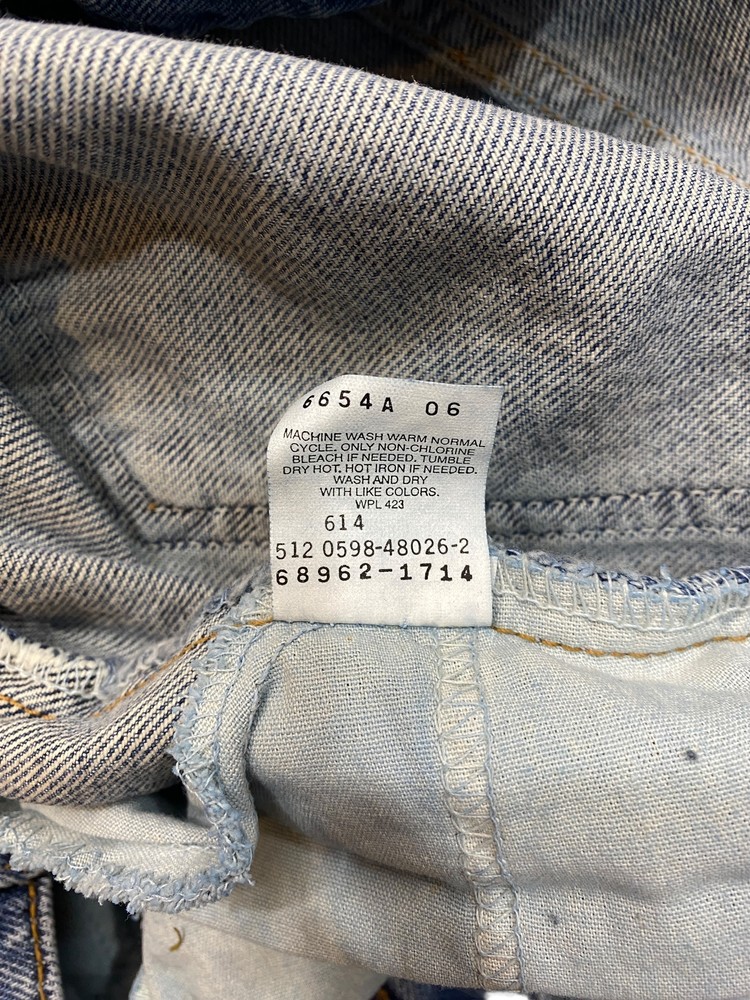 6654A 06
MACHINE WASH WARM NORMAL
CYCLE. ONLY NON-CHLORINE
BLEACH IF NEEDED. TUMBLE
DRY HOT. HOT IRON IF NEEDED.
WASH AND DRY
WITH LIKE COLORS.
WPL 423
614
512 0598-48026-2
68962-1714